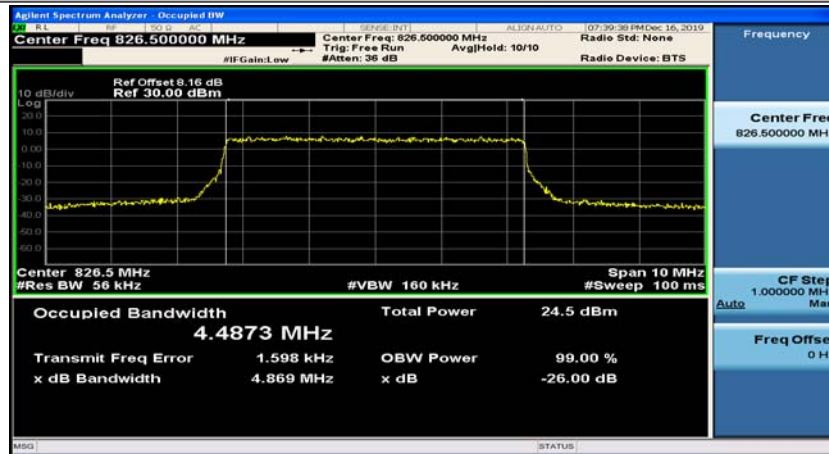 Agilent Spectrum Analyzer - Occupied BW
RL RF 50 Ω AC SENSE:INT ALIGN AUTO 07:39:38 PM Dec 16, 2019
Center Freq 826.500000 MHz Center Freq: 826.500000 MHz Radio Std: None
Trig: Free Run Avg|Hold: 10/10
#IFGain:Low #Atten: 36 dB Radio Device: BTS
Ref Offset 8.16 dB
10 dB/div Ref 30.00 dBm
Log
20.0
10.0
0.00
-10.0
-20.0
-30.0
-40.0
-50.0
-60.0
Center 826.5 MHz Span 10 MHz
#Res BW 56 kHz #VBW 160 kHz #Sweep 100 ms
Occupied Bandwidth Total Power 24.5 dBm
4.4873 MHz
Transmit Freq Error 1.598 kHz OBW Power 99.00 %
x dB Bandwidth 4.869 MHz x dB -26.00 dB
MSG STATUS
Frequency
Center Freq
826.500000 MH
CF Step
1.000000 MH
Auto Ma
Freq Offse
0 H